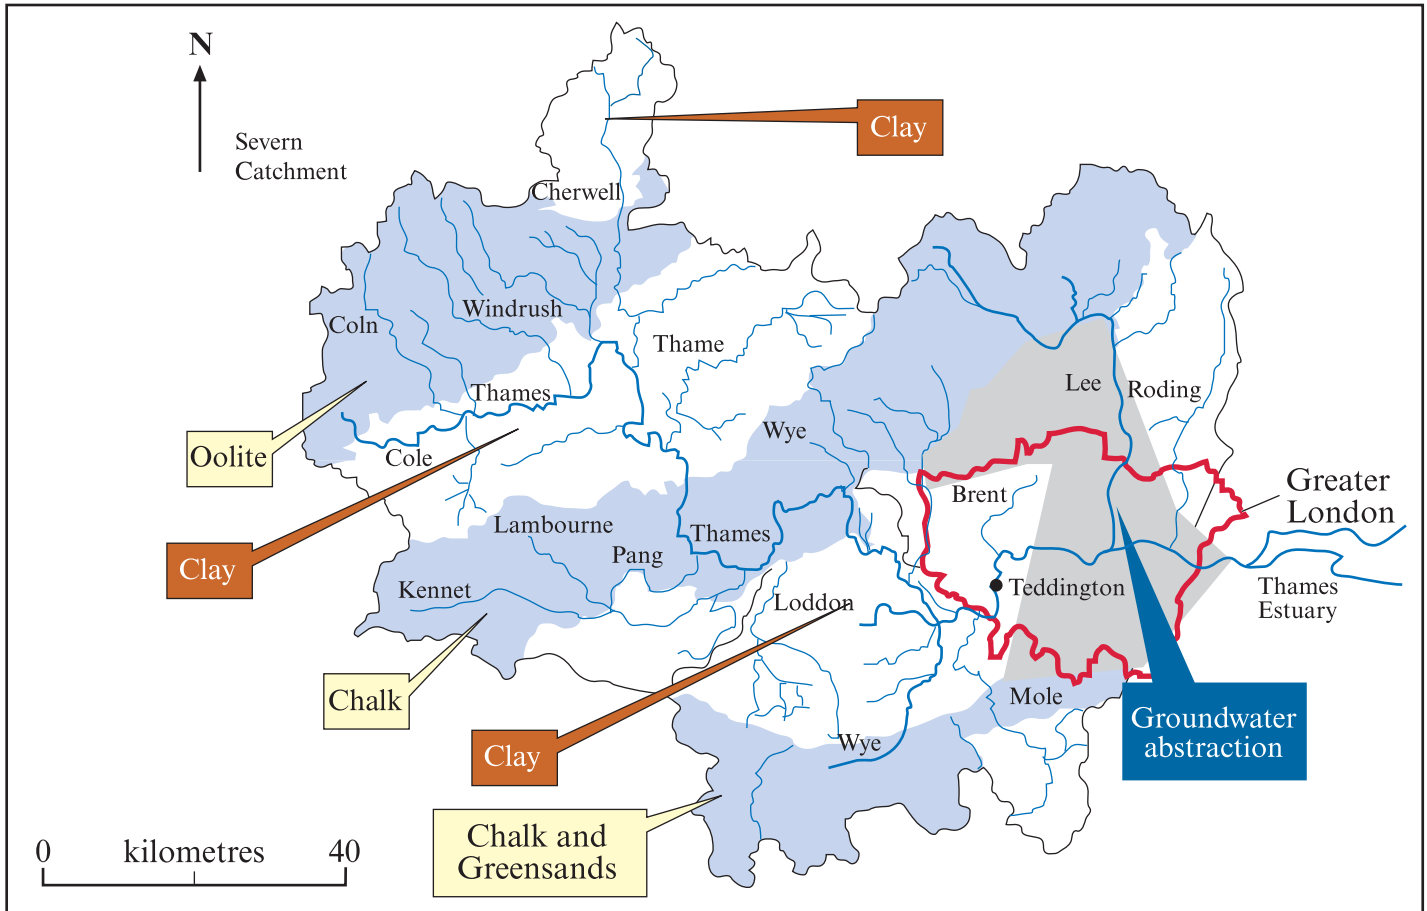 N
Severn
Catchment
Clay
Cherwell
Windrush
Coln
Thame
Thames
Lee
Roding
Oolite
Cole
Wye
Brent
Greater
London
Lambourne
Pang
Thames
Clay
Kennet
Loddon
Teddington
Thames
Estuary
Chalk
Mole
Groundwater
abstraction
Clay
Wye
Chalk and
Greensands
0 kilometres 40